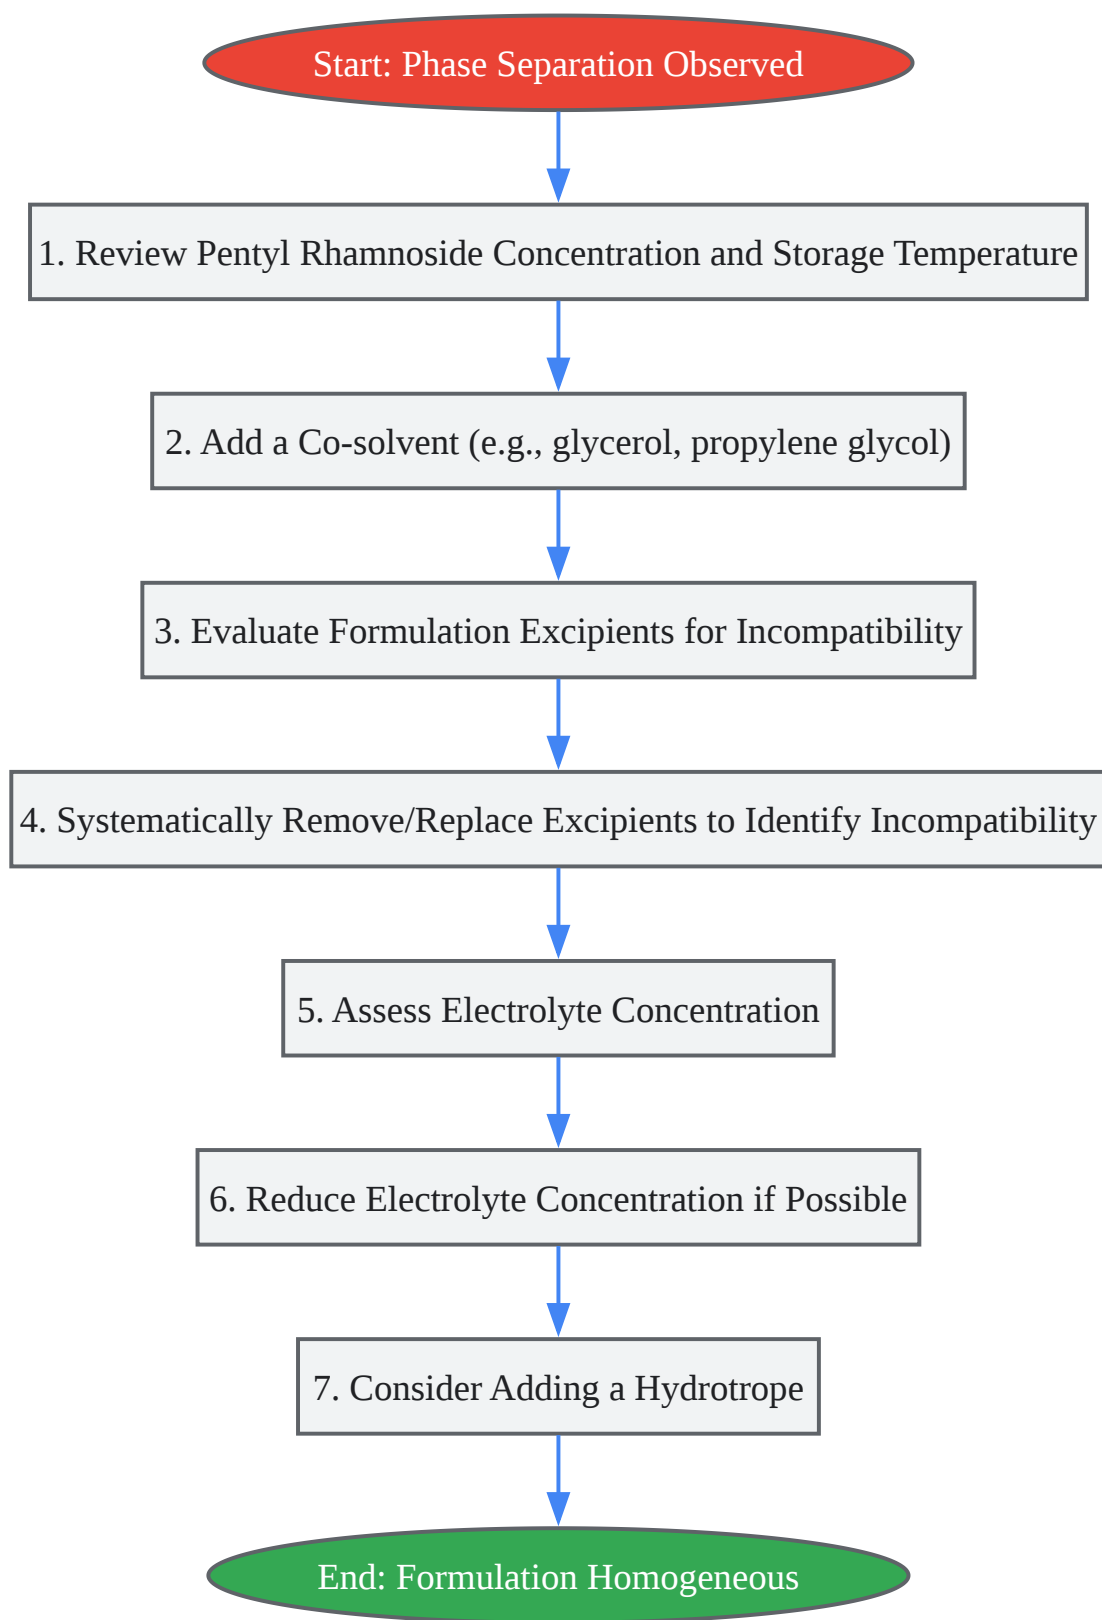 Start: Phase Separation Observed
1. Review Pentyl Rhamnoside Concentration and Storage Temperature
2. Add a Co-solvent (e.g., glycerol, propylene glycol)
3. Evaluate Formulation Excipients for Incompatibility
4. Systematically Remove/Replace Excipients to Identify Incompatibility
5. Assess Electrolyte Concentration
6. Reduce Electrolyte Concentration if Possible
7. Consider Adding a Hydrotrope
End: Formulation Homogeneous